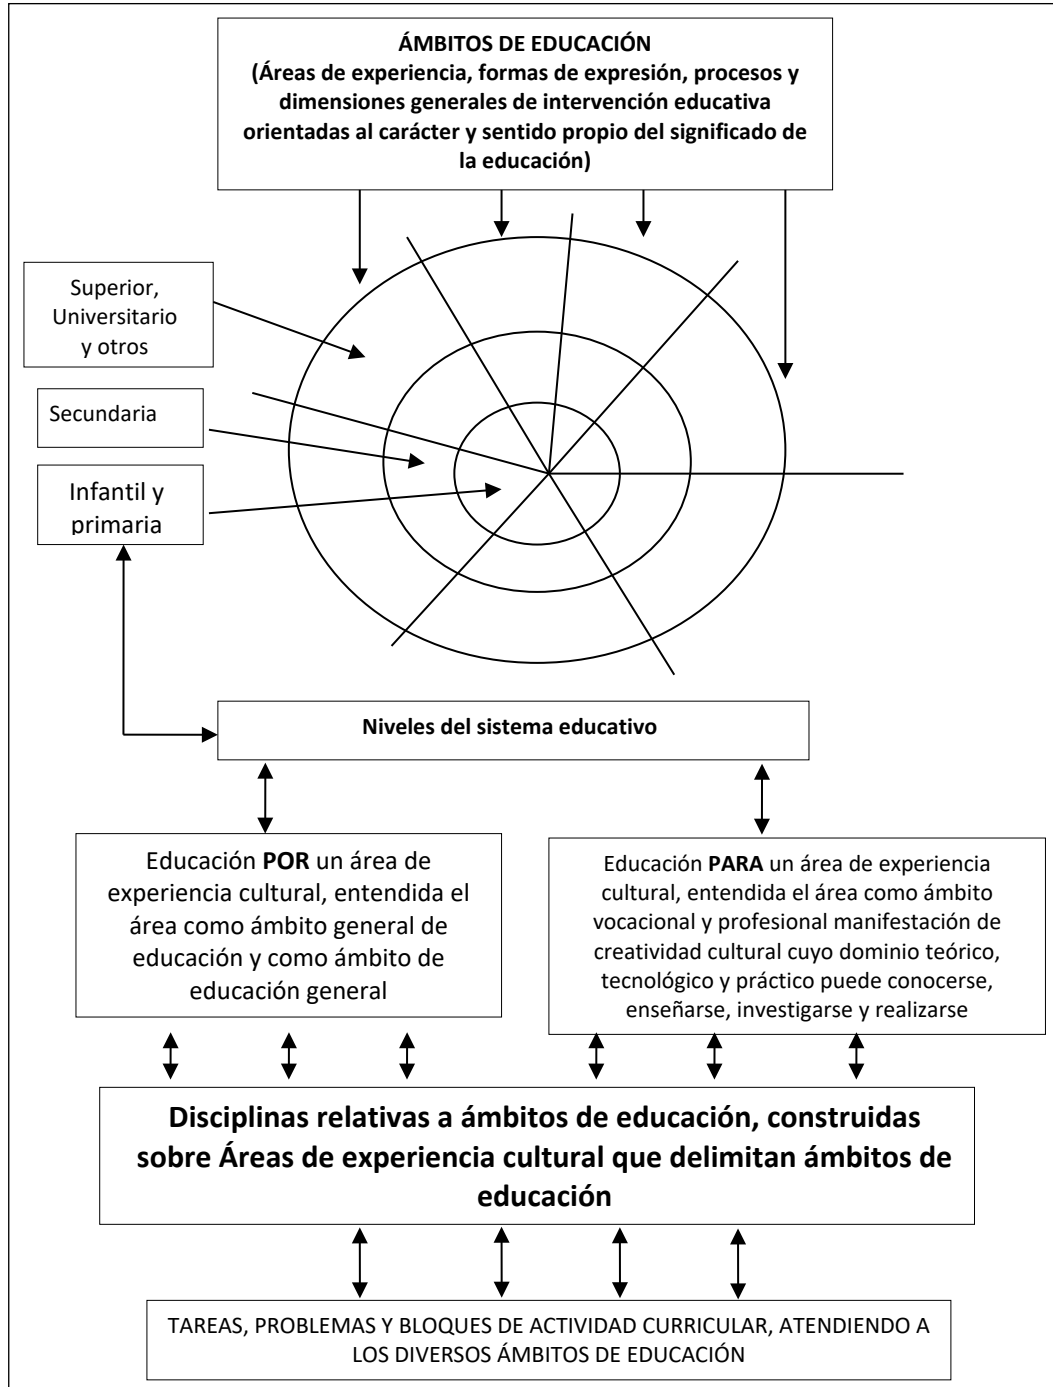 ÁMBITOS DE EDUCACIÓN
(Áreas de experiencia, formas de expresión, procesos y
dimensiones generales de intervención educativa
orientadas al carácter y sentido propio del significado de
la educación)
Superior,
Universitario
y otros
Secundaria
Infantil y
primaria
Niveles del sistema educativo
Educación POR un área de
experiencia cultural, entendida el
área como ámbito general de
educación y como ámbito de
educación general
Educación PARA un área de experiencia
cultural, entendida el área como ámbito
vocacional y profesional manifestación de
creatividad cultural cuyo dominio teórico,
tecnológico y práctico puede conocerse,
enseñarse, investigarse y realizarse
Disciplinas relativas a ámbitos de educación, construidas
sobre Áreas de experiencia cultural que delimitan ámbitos de
educación
TAREAS, PROBLEMAS Y BLOQUES DE ACTIVIDAD CURRICULAR, ATENDIENDO A
LOS DIVERSOS ÁMBITOS DE EDUCACIÓN